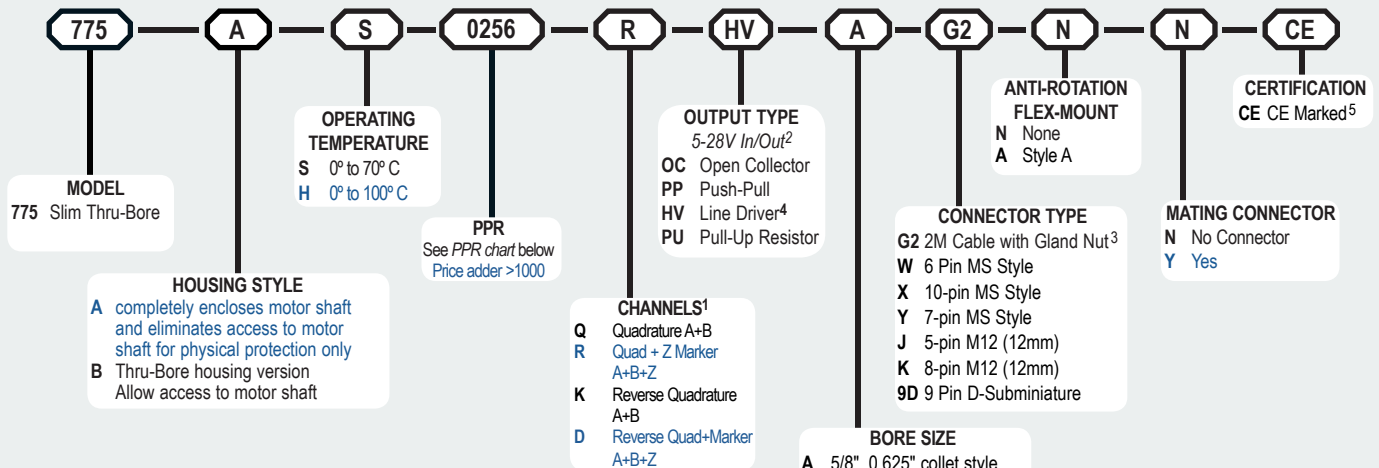 775 A S 0256 R HV A G2 N N CE
MODEL
775 Slim Thru-Bore
HOUSING STYLE
A completely encloses motor shaft
and eliminates access to motor
shaft for physical protection only
B Thru-Bore housing version
Allow access to motor shaft
OPERATING
TEMPERATURE
S 0º to 70º C
H 0º to 100º C
PPR
See PPR chart below
Price adder >1000
CHANNELS1
Q Quadrature A+B
R Quad + Z Marker
A+B+Z
K Reverse Quadrature
A+B
D Reverse Quad+Marker
A+B+Z
OUTPUT TYPE
5-28V In/Out2
OC Open Collector
PP Push-Pull
HV Line Driver4
PU Pull-Up Resistor
BORE SIZE
A 5/8" 0.625" collet style
CONNECTOR TYPE
G2 2M Cable with Gland Nut3
W 6 Pin MS Style
X 10-pin MS Style
Y 7-pin MS Style
J 5-pin M12 (12mm)
K 8-pin M12 (12mm)
9D 9 Pin D-Subminiature
ANTI-ROTATION
FLEX-MOUNT
N None
A Style A
MATING CONNECTOR
N No Connector
Y Yes
CERTIFICATION
CE CE Marked5